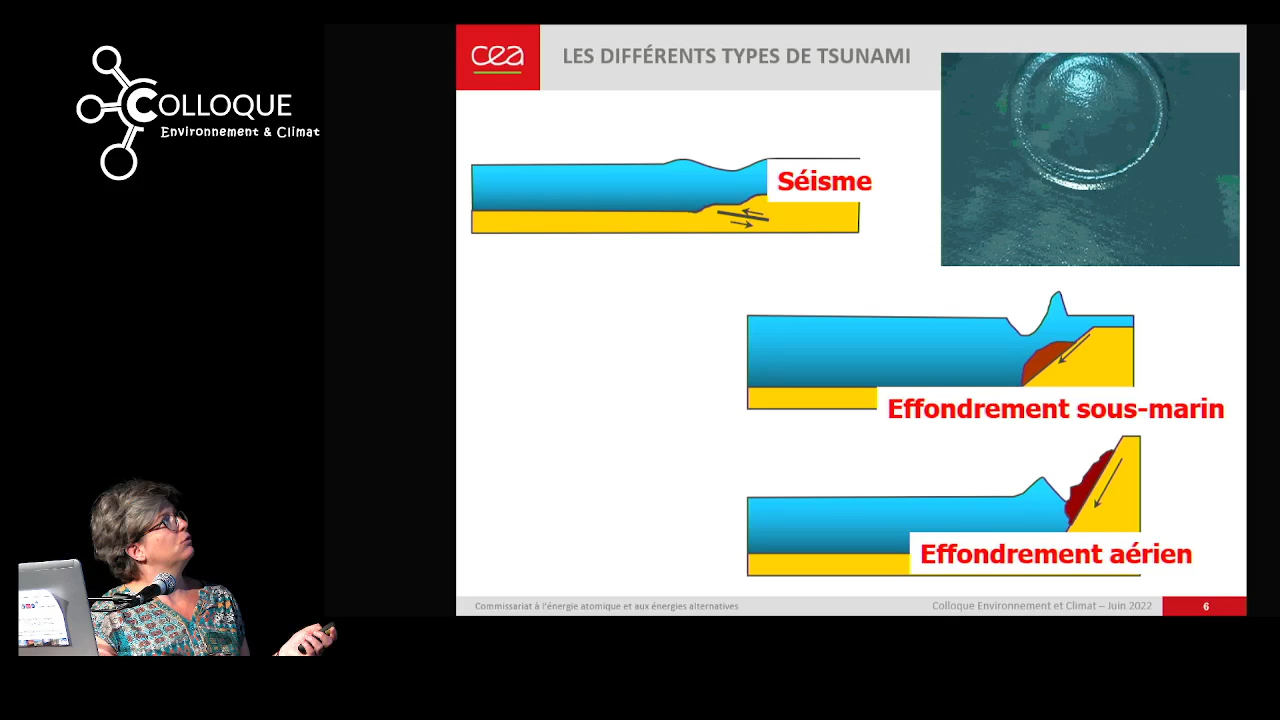 COLLOQUE
Environnement & Climat
cea
LES DIFFÉRENTS TYPES DE TSUNAMI
Séisme
Effondrement sous-marin
Effondrement aérien
Commissariat à l'énergie atomique et aux énergies alternatives
Colloque Environnement et Climat – Juin 2022
6